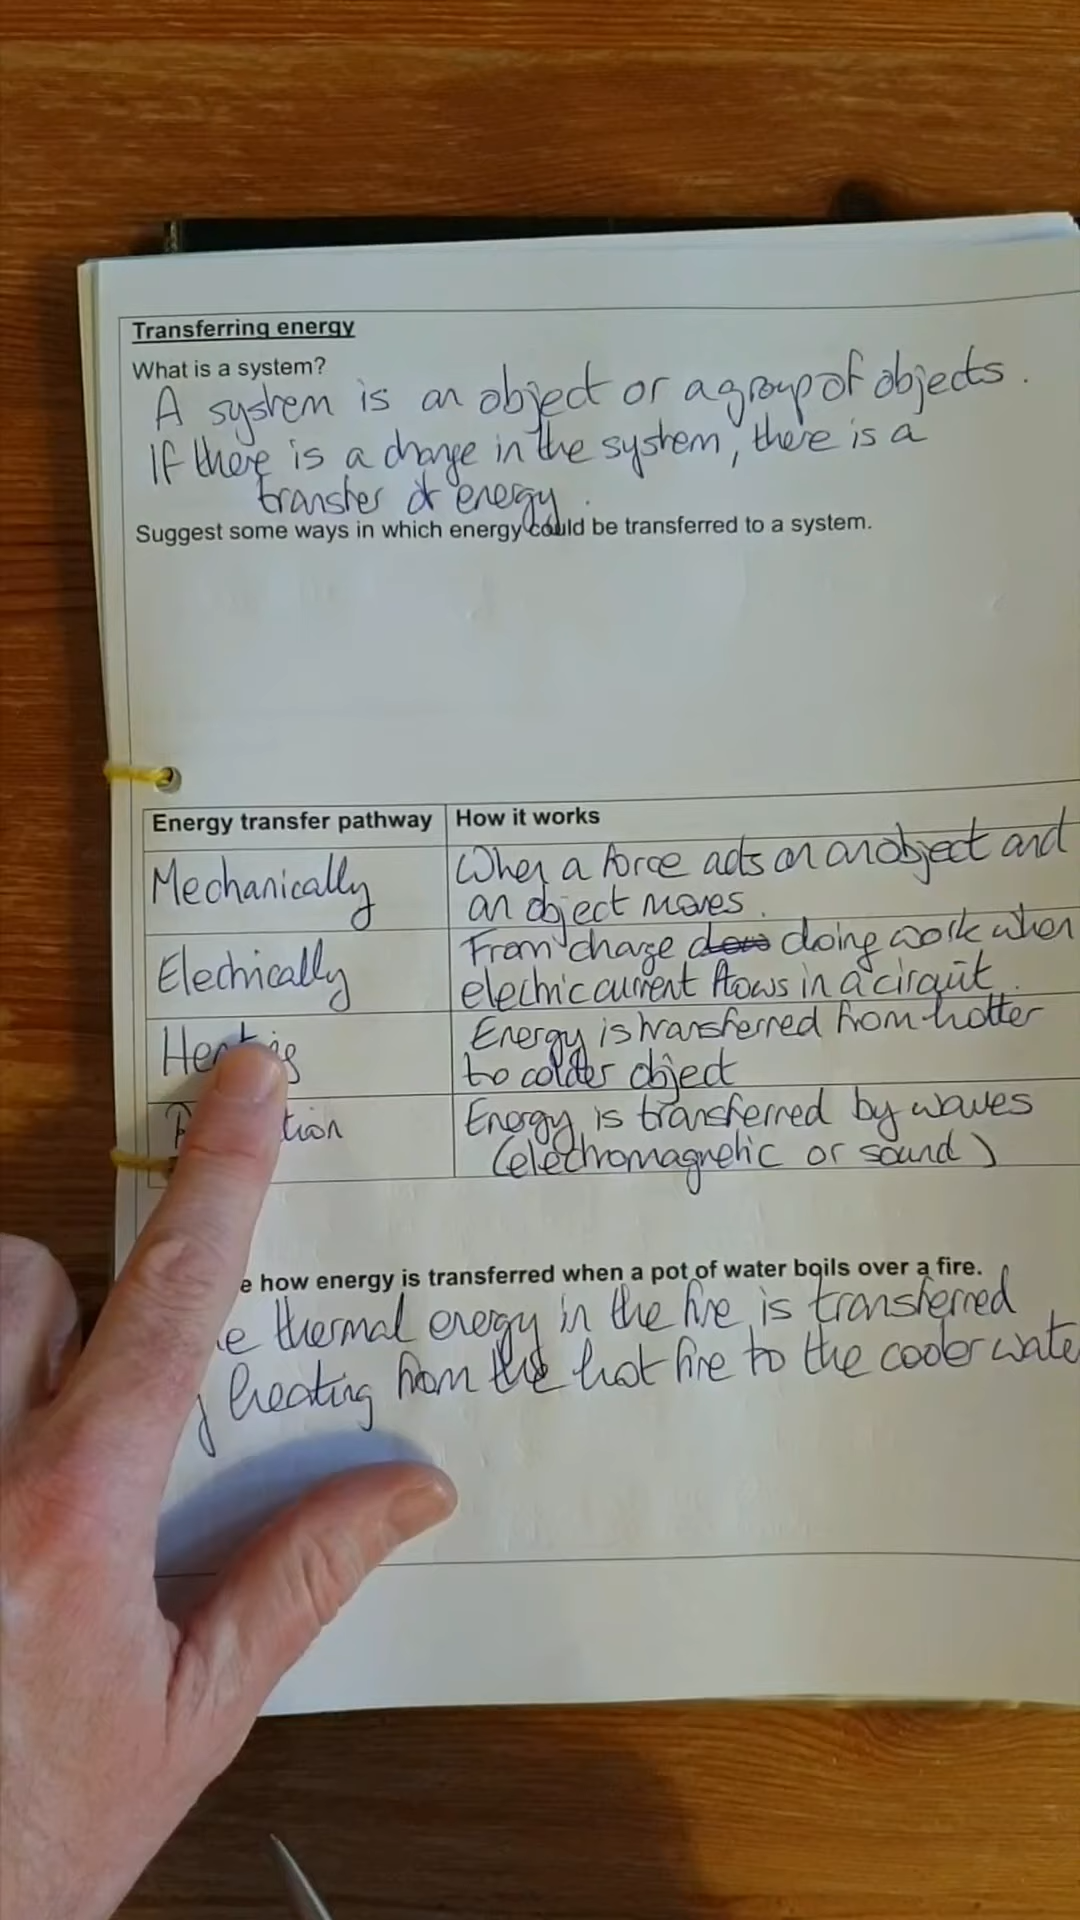 Transferring energy
What is a system?
A system is an object or a group of objects.
If there is a change in the system, there is a
transfer of energy.
Suggest some ways in which energy could be transferred to a system.
Energy transfer pathway How it works
Mechanically When a force acts on an object and
an object moves.
Electrically From charge doing work when
electric current flows in a circuit.
Energy is transferred from hotter
to colder object
Energy is transferred by waves
(electromagnetic or sound)
how energy is transferred when a pot of water boils over a fire.
thermal energy in the fire is transferred
heating from the hot fire to the cooler